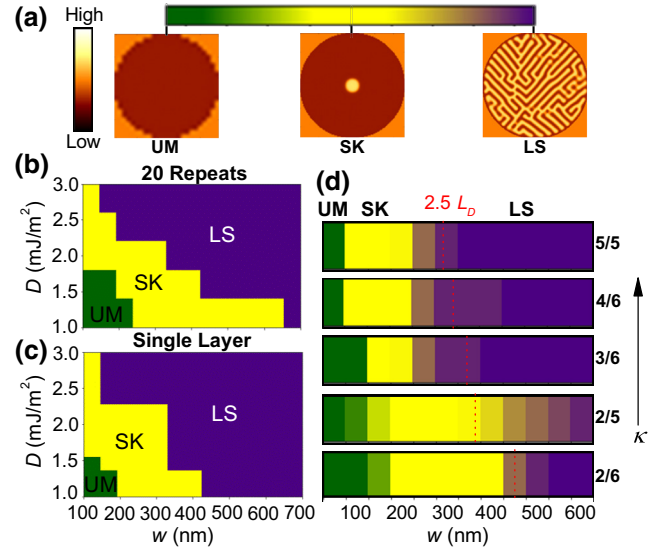 (a)
High
Low
UM
SK
LS
(b)
20 Repeats
D (mJ/m²)
3.0
2.5
2.0
1.5
1.0
LS
SK
UM
(c)
Single Layer
D (mJ/m²)
3.0
2.5
2.0
1.5
1.0
LS
SK
UM
100 200 300 400 500 600 700
w (nm)
(d)
UM SK 2.5 L_D LS
5/5
4/6
3/6
2/5
2/6
κ
100 200 300 400 500 600
w (nm)